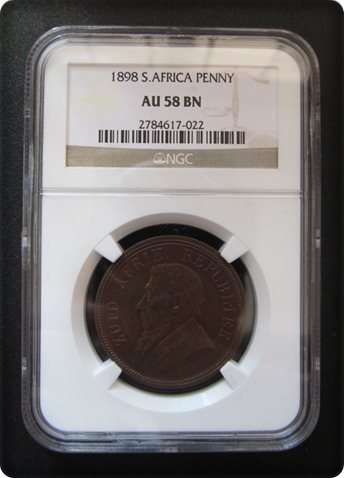 1898 S.AFRICA PENNY
AU 58 BN
2784617-022
NGC
ZUID AFRIK. REPUBLIEK